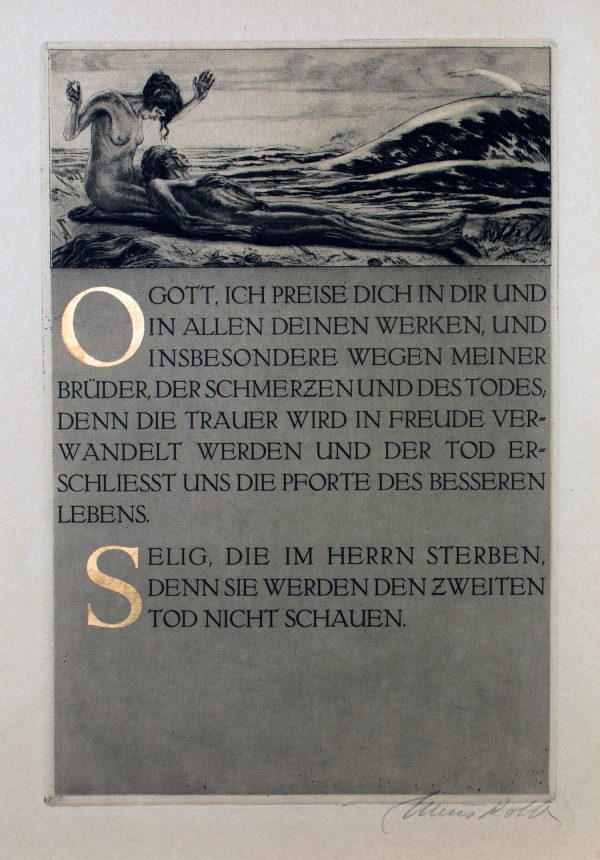 O GOTT, ICH PREISE DICH IN DIR UND
IN ALLEN DEINEN WERKEN, UND
INSBESONDERE WEGEN MEINER
BRÜDER, DER SCHMERZEN UND DES TODES;
DENN DIE TRAUER WIRD IN FREUDE VER-
WANDELT WERDEN UND DER TOD ER-
SCHLIESST UNS DIE PFORTE DES BESSEREN
LEBENS.
SELIG, DIE IM HERRN STERBEN,
DENN SIE WERDEN DEN ZWEITEN
TOD NICHT SCHAUEN.